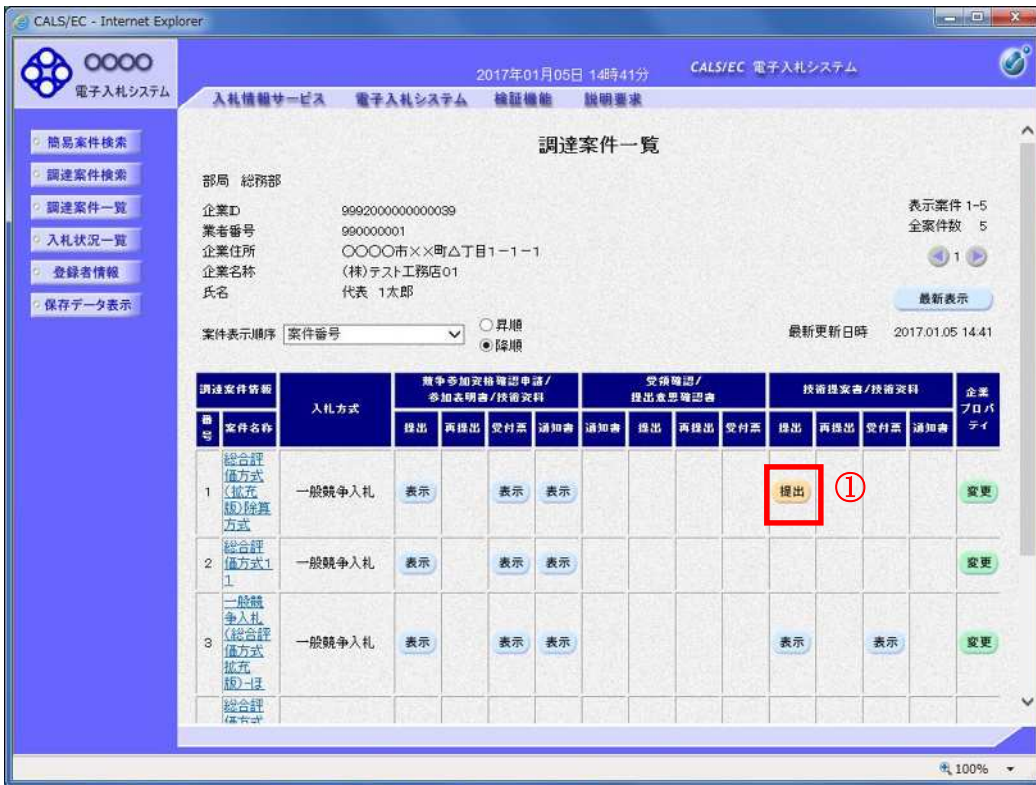 CALS/EC - Internet Explorer
〇〇〇〇
電子入札システム
2017年01月05日 14時41分
CALS/EC 電子入札システム
入札情報サービス 電子入札システム 検証機能 説明要求
簡易案件検索
調達案件検索
調達案件一覧
入札状況一覧
登録者情報
保存データ表示
調達案件一覧
部局 総務部
企業ID 9992000000000039
業者番号 990000001
企業住所 〇〇〇〇市××町△丁目1-1-1
企業名称 (株)テスト工務店01
氏名 代表 1太郎
表示案件 1-5
全案件数 5
1
最新表示
案件表示順序 案件番号
昇順
降順
最新更新日時 2017.01.05 14:41
調達案件情報 入札方式 競争参加資格確認申請/参加表明書/技術資料 受領確認/提出意思確認書 技術提案書/技術資料 企業プロパティ
番号 案件名称 提出 再提出 受付票 通知書 通知書 提出 再提出 受付票 提出 再提出 受付票 通知書
1 総合評価方式(拡充版)除算方式 一般競争入札 表示 表示 表示 提出 ① 変更
2 総合評価方式11 一般競争入札 表示 表示 表示 変更
3 一般競争入札(総合評価方式拡充版)-ほ 一般競争入札 表示 表示 表示 表示 表示 変更
総合評
価方式
100%